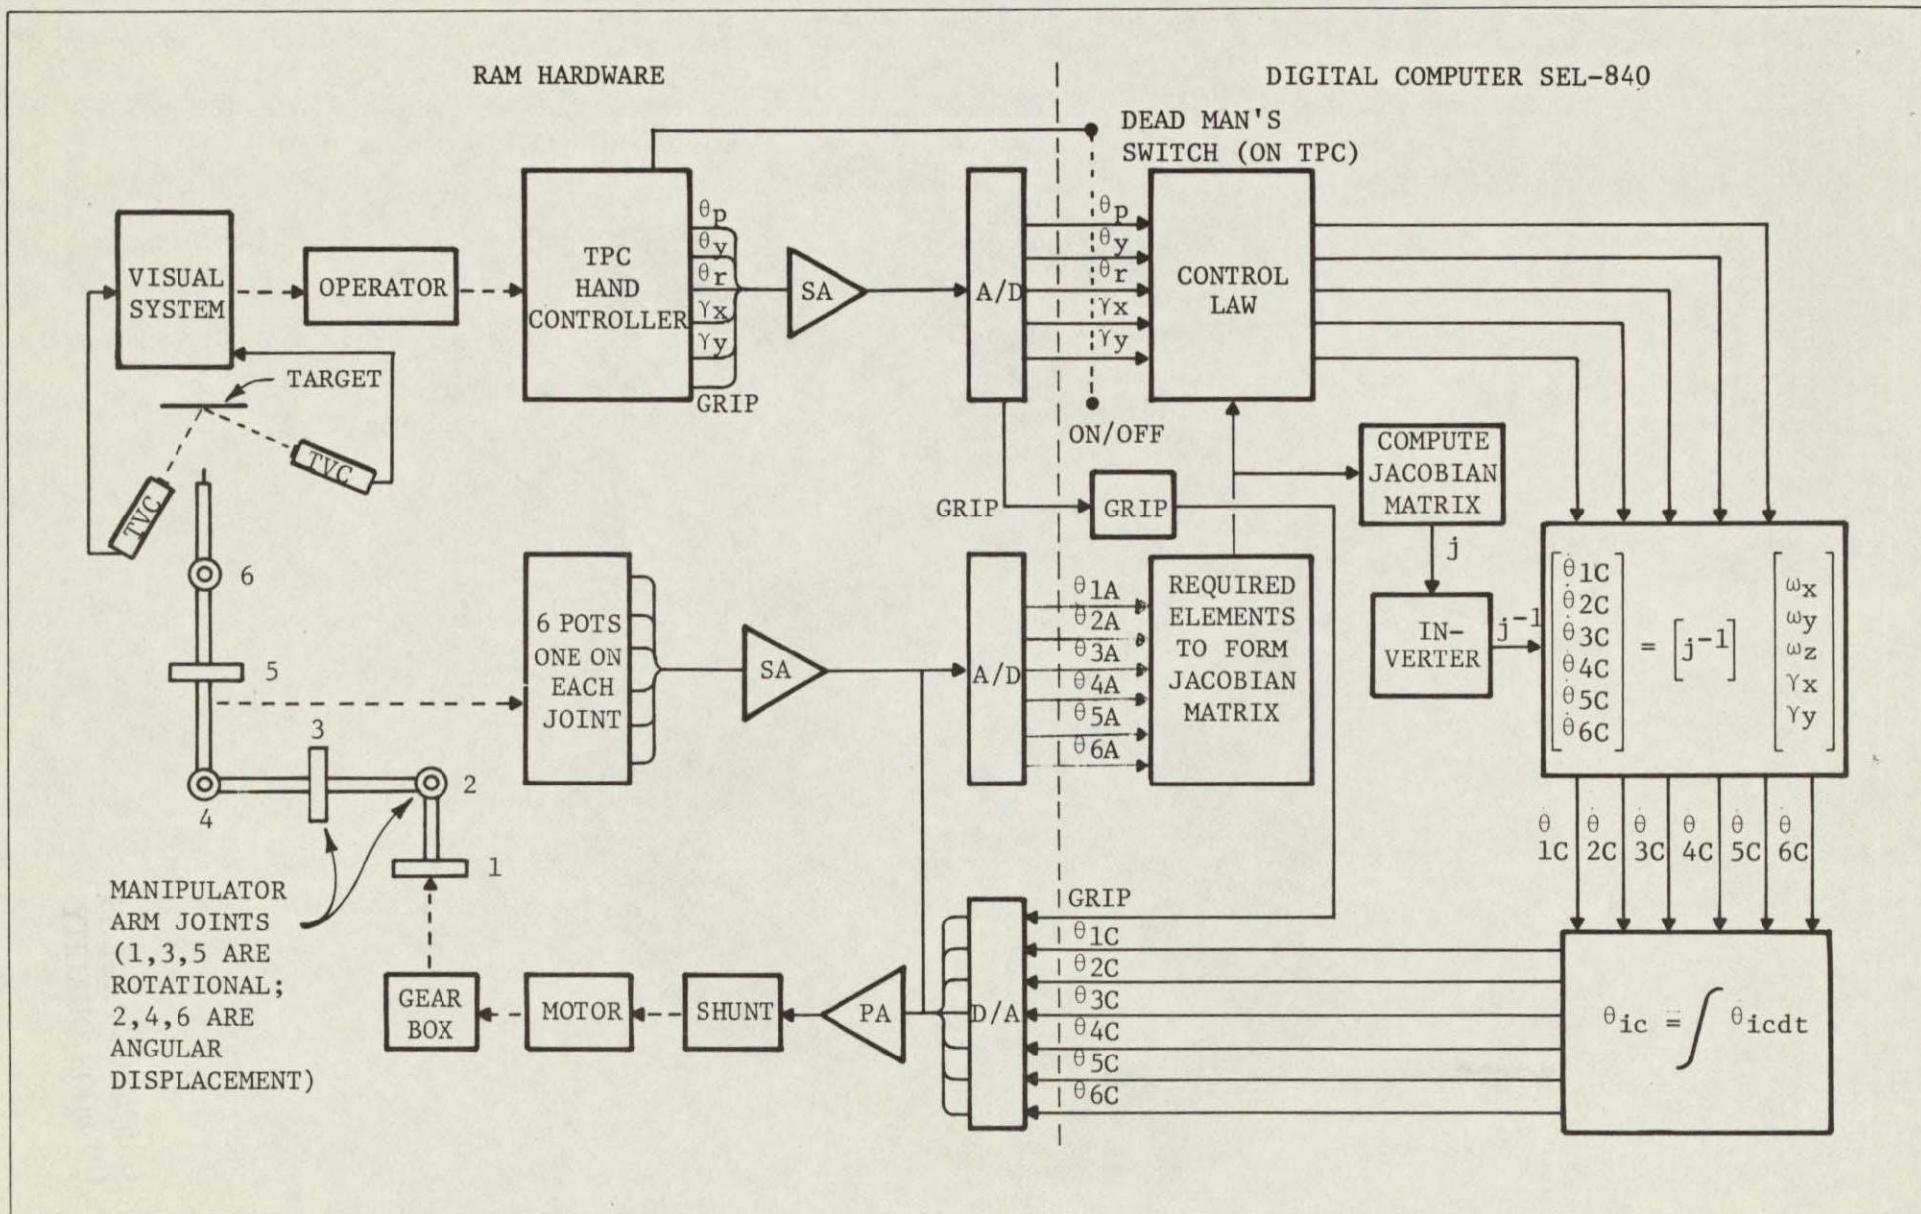 RAM HARDWARE
DIGITAL COMPUTER SEL-840
DEAD MAN'S
SWITCH (ON TPC)
VISUAL
SYSTEM
OPERATOR
TPC
HAND
CONTROLLER
θp
θy
θr
γx
γy
GRIP
SA
A/D
θp
θy
θr
γx
γy
CONTROL
LAW
ON/OFF
TARGET
TVC
TVC
GRIP
GRIP
COMPUTE
JACOBIAN
MATRIX
j
IN-
VERTER
j-1
6
5
3
4
2
1
6 POTS
ONE ON
EACH
JOINT
SA
A/D
θ1A
θ2A
θ3A
θ4A
θ5A
θ6A
REQUIRED
ELEMENTS
TO FORM
JACOBIAN
MATRIX
θ̇1C
θ̇2C
θ̇3C
θ̇4C
θ̇5C
θ̇6C
= [j-1]
ωx
ωy
ωz
γx
γy
θ̇ θ̇ θ̇ θ̇ θ̇ θ̇
1C 2C 3C 4C 5C 6C
MANIPULATOR
ARM JOINTS
(1,3,5 ARE
ROTATIONAL;
2,4,6 ARE
ANGULAR
DISPLACEMENT)
GEAR
BOX
MOTOR
SHUNT
PA
D/A
GRIP
θ1C
θ2C
θ3C
θ4C
θ5C
θ6C
θic = ∫ θ̇icdt